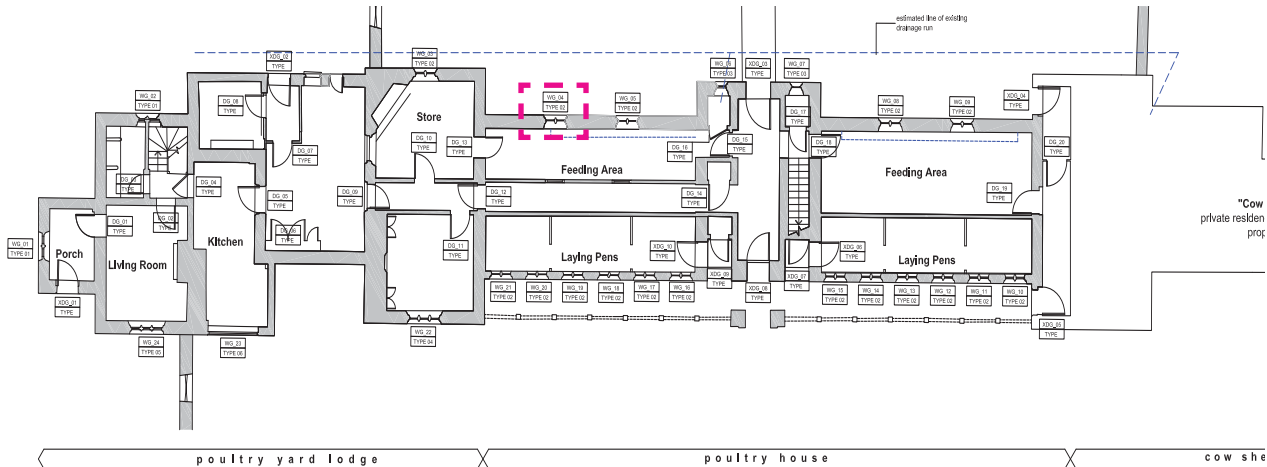 estimated line of existing
drainage run
XDG_02
TYPE
WG_03
TYPE 02
WG_06
TYPE 03
XDG_03
TYPE
WG_07
TYPE 03
WG_02
TYPE 01
DG_08
TYPE
WG_04
TYPE 02
WG_05
TYPE 02
WG_08
TYPE 02
WG_09
TYPE 02
XDG_04
TYPE
Store
DG_10
TYPE
DG_13
TYPE
DG_15
TYPE
DG_17
TYPE
DG_16
TYPE
DG_18
TYPE
DG_20
TYPE
DG_07
TYPE
Feeding Area
Feeding Area
DG_03
TYPE
DG_04
TYPE
DG_05
TYPE
DG_09
TYPE
DG_12
TYPE
DG_14
TYPE
DG_19
TYPE
"Cow
private residen
prop
DG_01
TYPE
DG_02
TYPE
DG_06
TYPE
DG_11
TYPE
XDG_10
TYPE
XDG_06
TYPE
WG_01
TYPE 01
Porch
Living Room
Kitchen
Laying Pens
Laying Pens
XDG_09
TYPE
XDG_07
TYPE
XDG_01
TYPE
WG_21
TYPE 02
WG_20
TYPE 02
WG_19
TYPE 02
WG_18
TYPE 02
WG_17
TYPE 02
WG_16
TYPE 02
XDG_08
TYPE
WG_15
TYPE 02
WG_14
TYPE 02
WG_13
TYPE 02
WG_12
TYPE 02
WG_11
TYPE 02
WG_10
TYPE 02
XDG_05
TYPE
WG_24
TYPE 05
WG_23
TYPE 06
WG_22
TYPE 04
poultry yard lodge
poultry house
cow she